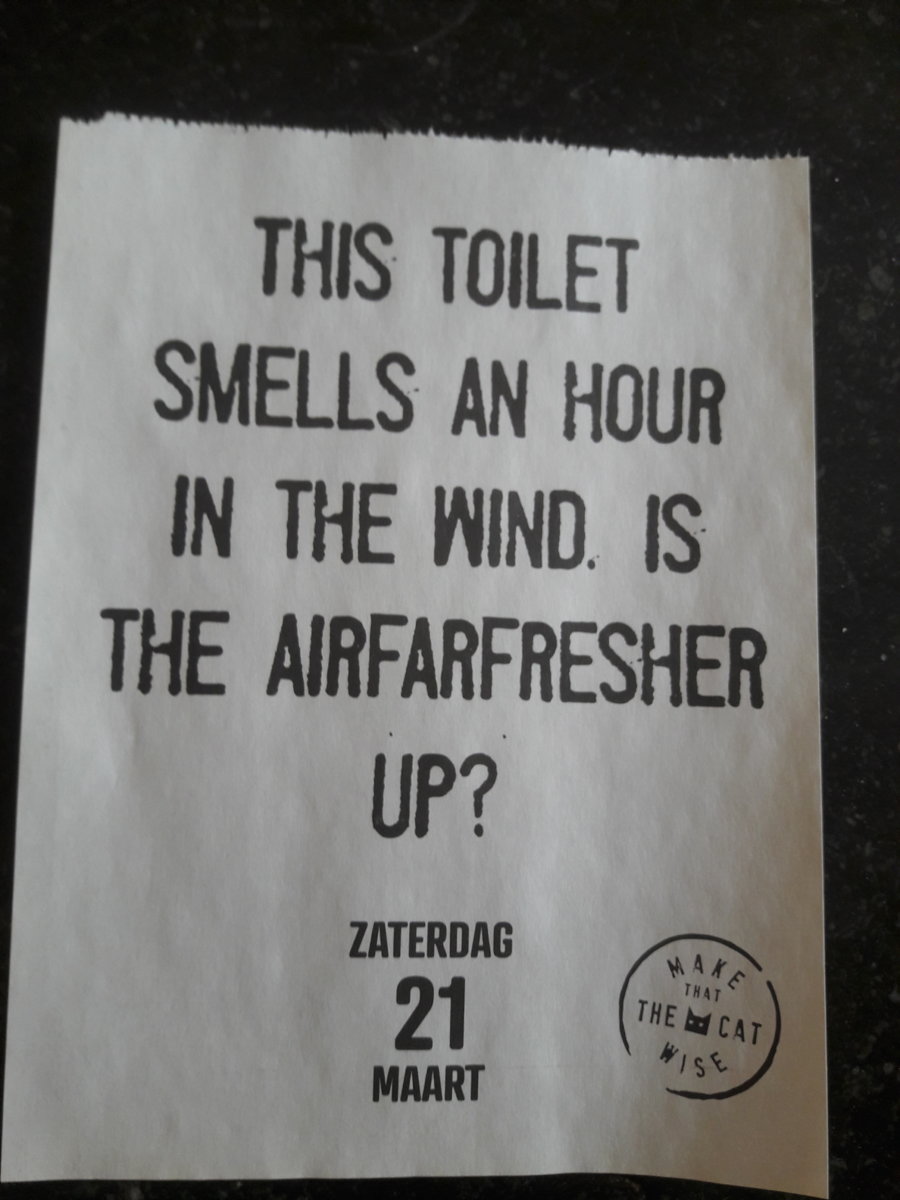 THIS TOILET
SMELLS AN HOUR
IN THE WIND. IS
THE AIRFARFRESHER
UP?
ZATERDAG
21
MAART
MAKE
THAT
THE CAT
WISE